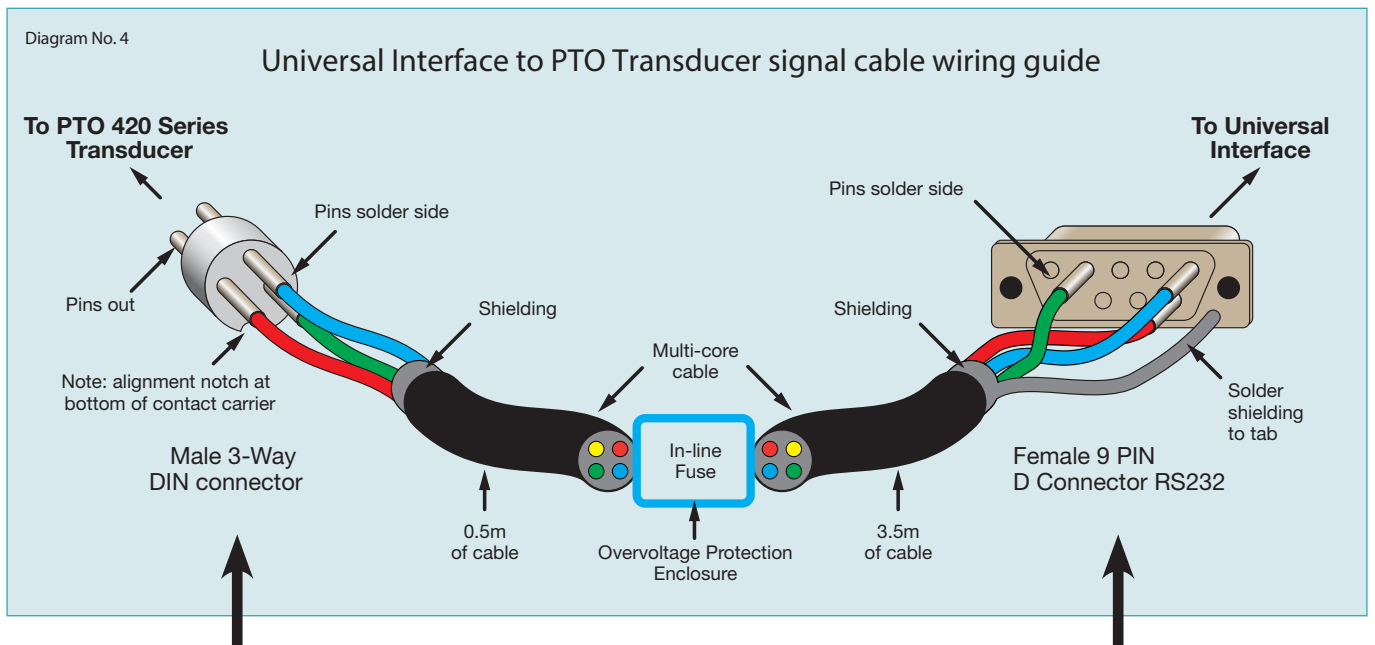 Diagram No. 4
Universal Interface to PTO Transducer signal cable wiring guide
To PTO 420 Series
Transducer
To Universal
Interface
Pins solder side
Pins solder side
Pins out
Shielding
Shielding
Note: alignment notch at
bottom of contact carrier
Multi-core
cable
Solder
shielding
to tab
Male 3-Way
DIN connector
In-line
Fuse
Female 9 PIN
D Connector RS232
0.5m
of cable
Overvoltage Protection
Enclosure
3.5m
of cable